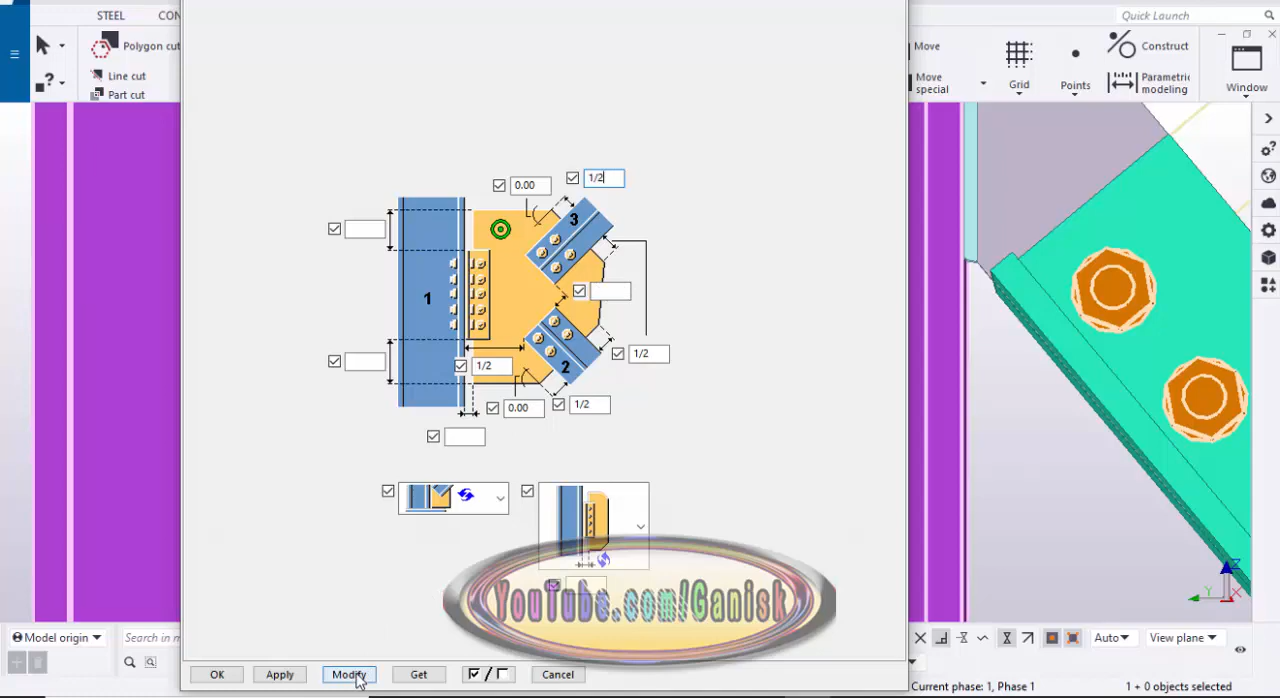 STEEL
CON
Quick Launch
Polygon cut
Line cut
Part cut
Move
Move special
Grid
Points
Construct
Parametric modeling
Window
0.00
1/2
3
1
2
1/2
1/2
0.00
1/2
YouTube.com/Ganisk
Model origin
Search in m
Auto
View plane
Z
Y
X
OK
Apply
Modify
Get
/
Cancel
Current phase: 1, Phase 1
1 + 0 objects selected